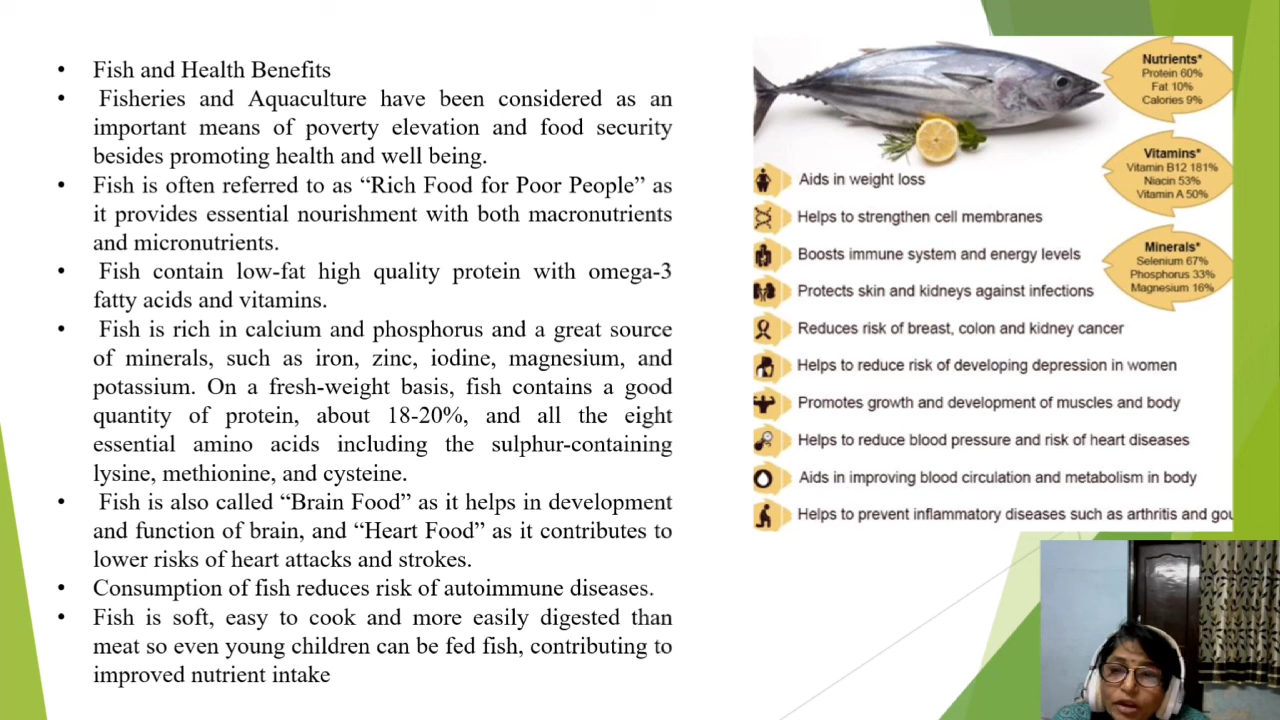 • Fish and Health Benefits
• Fisheries and Aquaculture have been considered as an
important means of poverty elevation and food security
besides promoting health and well being.
• Fish is often referred to as “Rich Food for Poor People” as
it provides essential nourishment with both macronutrients
and micronutrients.
• Fish contain low-fat high quality protein with omega-3
fatty acids and vitamins.
• Fish is rich in calcium and phosphorus and a great source
of minerals, such as iron, zinc, iodine, magnesium, and
potassium. On a fresh-weight basis, fish contains a good
quantity of protein, about 18-20%, and all the eight
essential amino acids including the sulphur-containing
lysine, methionine, and cysteine.
• Fish is also called “Brain Food” as it helps in development
and function of brain, and “Heart Food” as it contributes to
lower risks of heart attacks and strokes.
• Consumption of fish reduces risk of autoimmune diseases.
• Fish is soft, easy to cook and more easily digested than
meat so even young children can be fed fish, contributing to
improved nutrient intake
Nutrients*
Protein 60%
Fat 10%
Calories 9%
Vitamins*
Vitamin B12 181%
Niacin 53%
Vitamin A 50%
Minerals*
Selenium 67%
Phosphorus 33%
Magnesium 16%
Aids in weight loss
Helps to strengthen cell membranes
Boosts immune system and energy levels
Protects skin and kidneys against infections
Reduces risk of breast, colon and kidney cancer
Helps to reduce risk of developing depression in women
Promotes growth and development of muscles and body
Helps to reduce blood pressure and risk of heart diseases
Aids in improving blood circulation and metabolism in body
Helps to prevent inflammatory diseases such as arthritis and gou